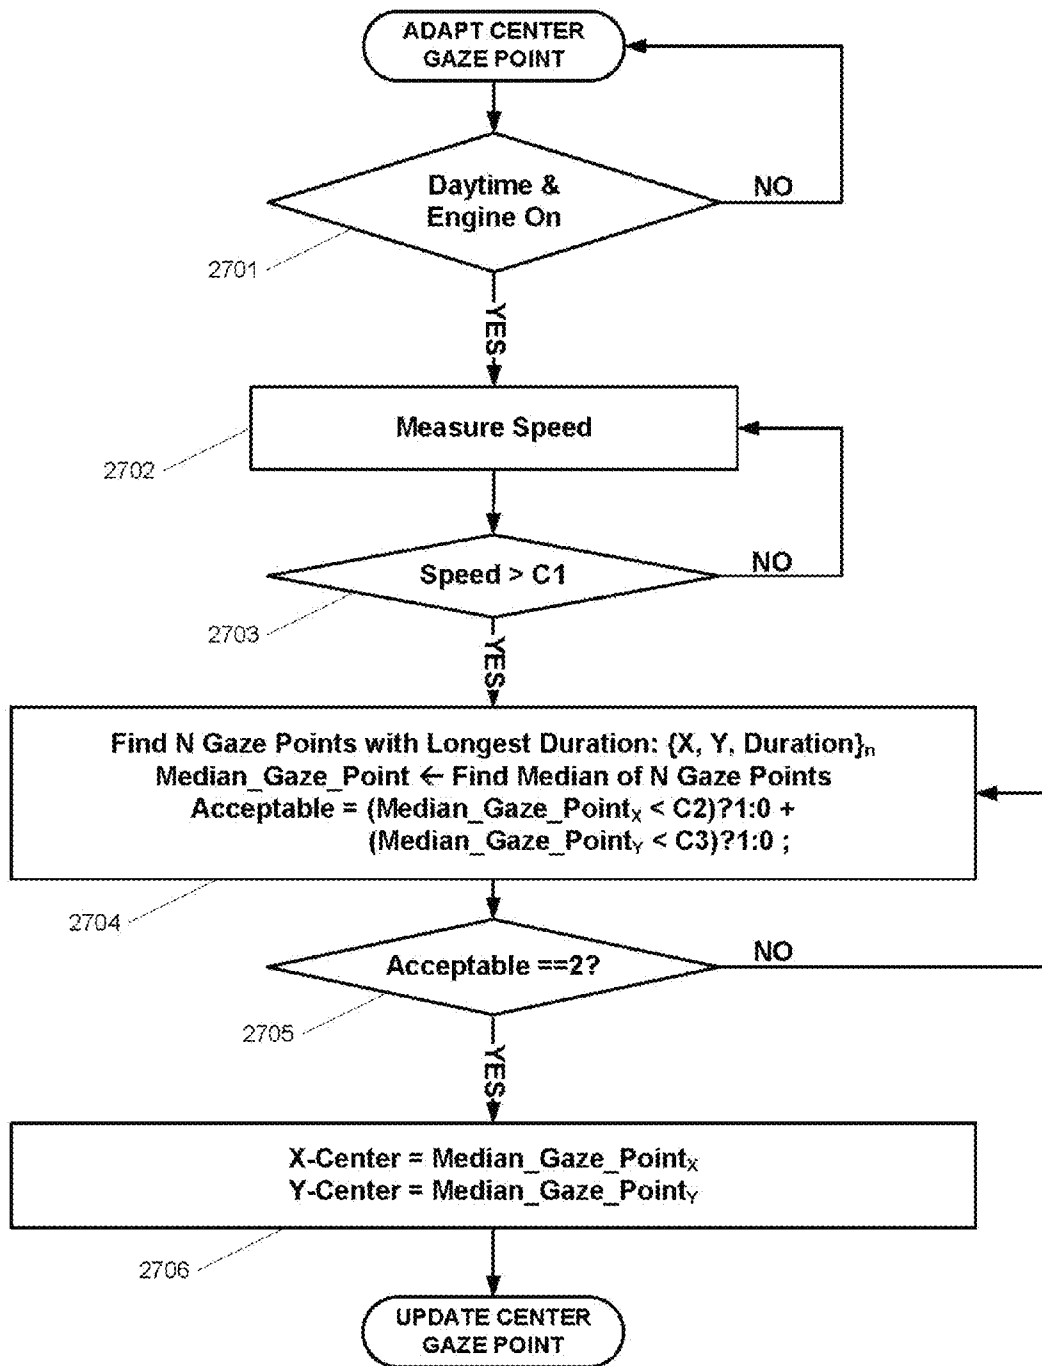 ADAPT CENTER
GAZE POINT
Daytime &
Engine On
NO
2701
YES
Measure Speed
2702
Speed > C1
NO
2703
YES
Find N Gaze Points with Longest Duration: {X, Y, Duration}n
Median_Gaze_Point ← Find Median of N Gaze Points
Acceptable = (Median_Gaze_PointX < C2)?1:0 +
(Median_Gaze_PointY < C3)?1:0 ;
2704
Acceptable ==2?
NO
2705
YES
X-Center = Median_Gaze_PointX
Y-Center = Median_Gaze_PointY
2706
UPDATE CENTER
GAZE POINT